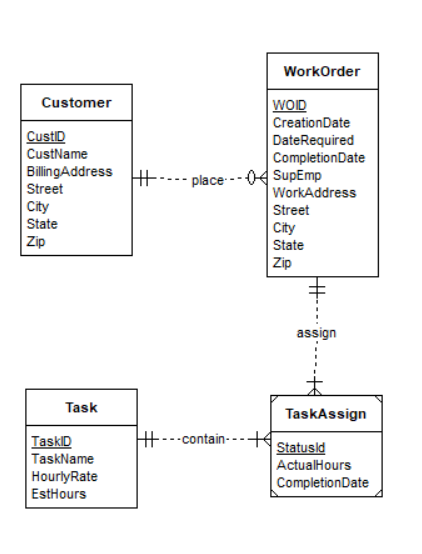 Customer
CustID
CustName
BillingAddress
Street
City
State
Zip
place
WorkOrder
WOID
CreationDate
DateRequired
CompletionDate
SupEmp
WorkAddress
Street
City
State
Zip
assign
Task
TaskID
TaskName
HourlyRate
EstHours
contain
TaskAssign
StatusId
ActualHours
CompletionDate